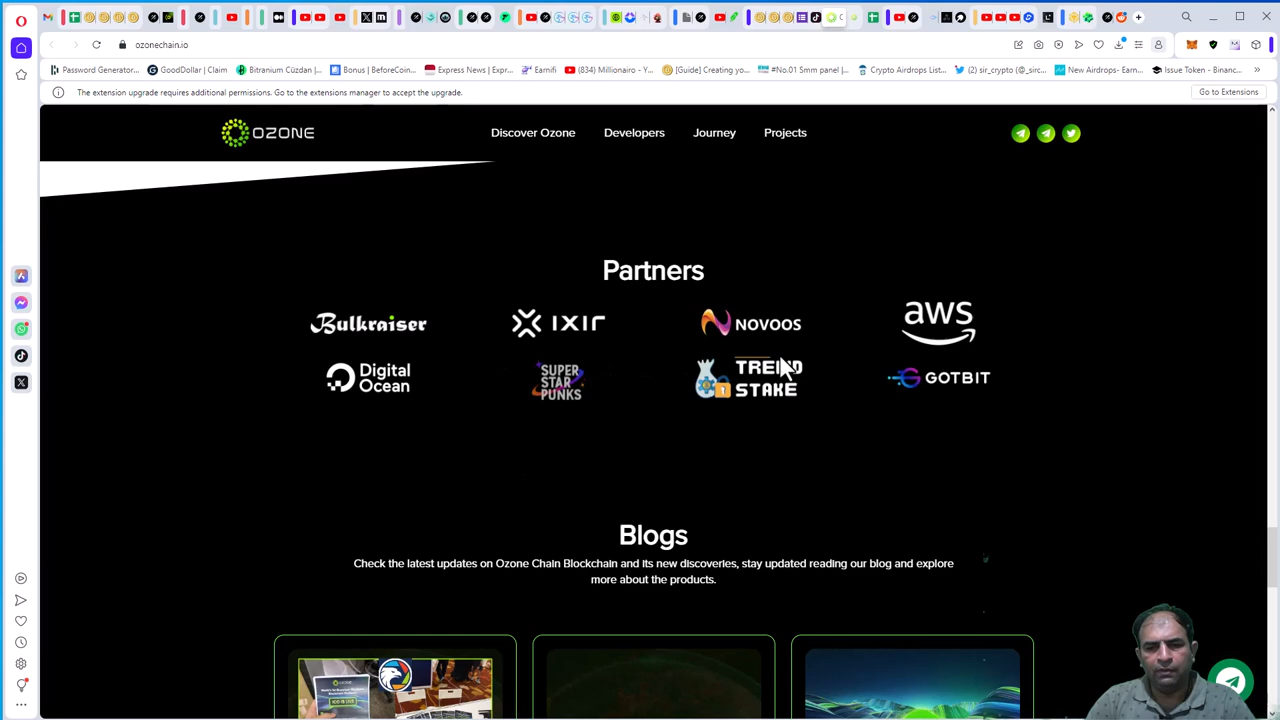 ozonechain.io
Password Generator...
GoodDollar | Claim
Bitranium Cüzdan |...
Bonus | BeforeCoin...
Express News | Expr...
Earnifi
(834) Millionairo - Y...
[Guide] Creating yo...
#No.01 Smm panel |...
Crypto Airdrops List...
(2) sir_crypto (@_sirc...
New Airdrops- Earn...
Issue Token - Binanc...
The extension upgrade requires additional permissions. Go to the extensions manager to accept the upgrade.
Go to Extensions
OZONE
Discover Ozone
Developers
Journey
Projects
Partners
Bulkraiser
IXIR
NOVOOS
aws
Digital
Ocean
SUPER
STAR
PUNKS
TREND
STAKE
GOTBIT
Blogs
Check the latest updates on Ozone Chain Blockchain and its new discoveries, stay updated reading our blog and explore
more about the products.